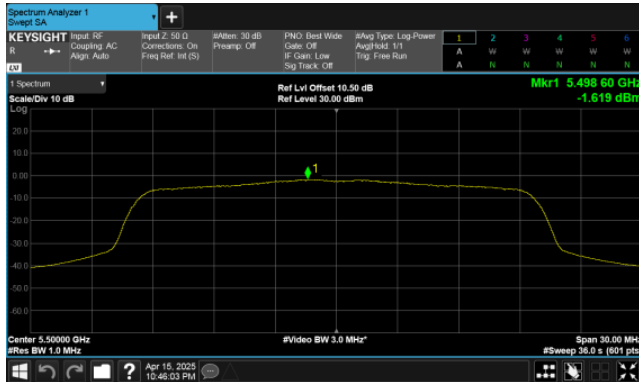 Spectrum Analyzer 1
Swept SA
+
KEYSIGHT
R
LXI
Input: RF
Coupling: AC
Align: Auto
Input Z: 50 Ω
Corrections: On
Freq Ref: Int (S)
#Atten: 30 dB
Preamp: Off
PNO: Best Wide
Gate: Off
IF Gain: Low
Sig Track: Off
#Avg Type: Log-Power
Avg|Hold: 1/1
Trig: Free Run
1 2 3 4 5 6
A W W W W W
A N N N N N
1 Spectrum
Scale/Div 10 dB
Log
Ref Lvl Offset 10.50 dB
Ref Level 30.00 dBm
Mkr1 5.498 60 GHz
-1.619 dBm
1
20.0
10.0
0.00
-10.0
-20.0
-30.0
-40.0
-50.0
-60.0
Center 5.50000 GHz
#Res BW 1.0 MHz
#Video BW 3.0 MHz*
Span 30.00 MHz
#Sweep 36.0 s (601 pts)
?
Apr 15, 2025
10:46:03 PM